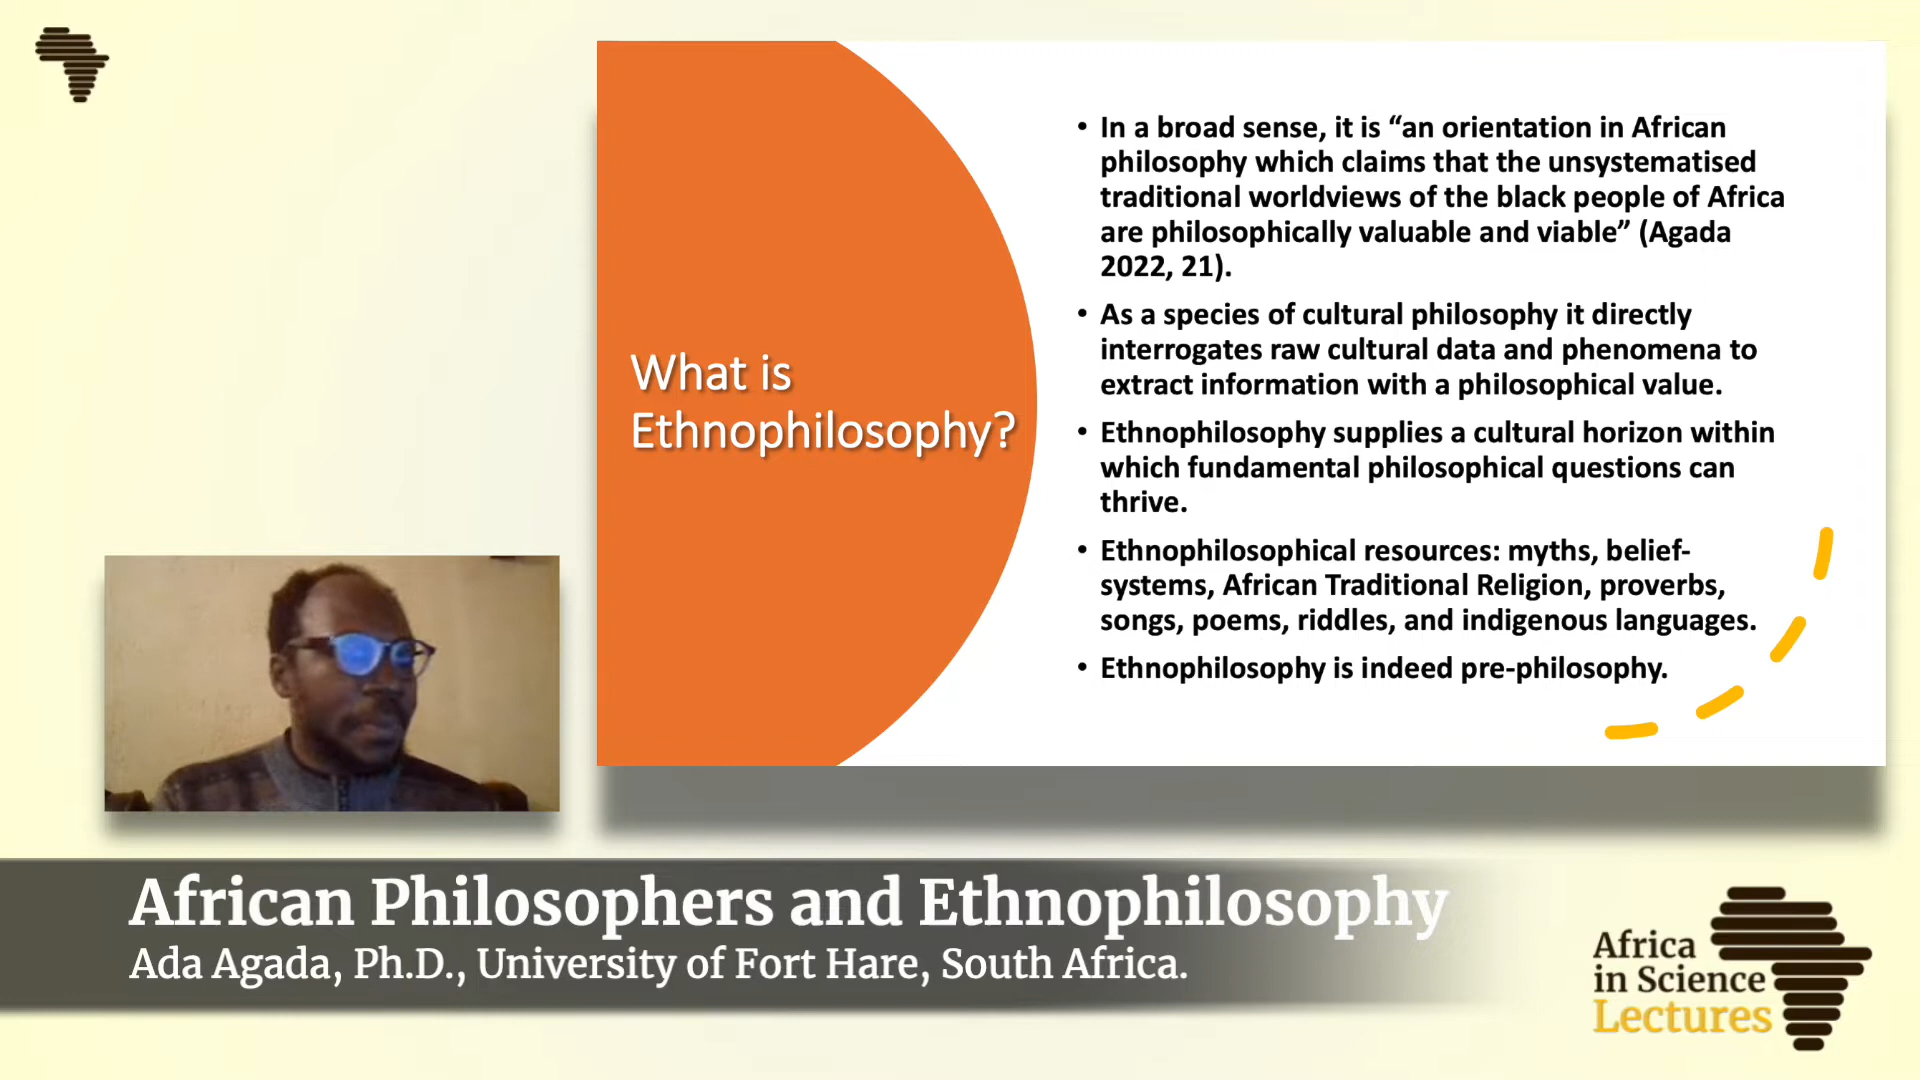 What is
Ethnophilosophy?
• In a broad sense, it is “an orientation in African
philosophy which claims that the unsystematised
traditional worldviews of the black people of Africa
are philosophically valuable and viable” (Agada
2022, 21).
• As a species of cultural philosophy it directly
interrogates raw cultural data and phenomena to
extract information with a philosophical value.
• Ethnophilosophy supplies a cultural horizon within
which fundamental philosophical questions can
thrive.
• Ethnophilosophical resources: myths, belief-
systems, African Traditional Religion, proverbs,
songs, poems, riddles, and indigenous languages.
• Ethnophilosophy is indeed pre-philosophy.
African Philosophers and Ethnophilosophy
Ada Agada, Ph.D., University of Fort Hare, South Africa.
Africa
in Science
Lectures